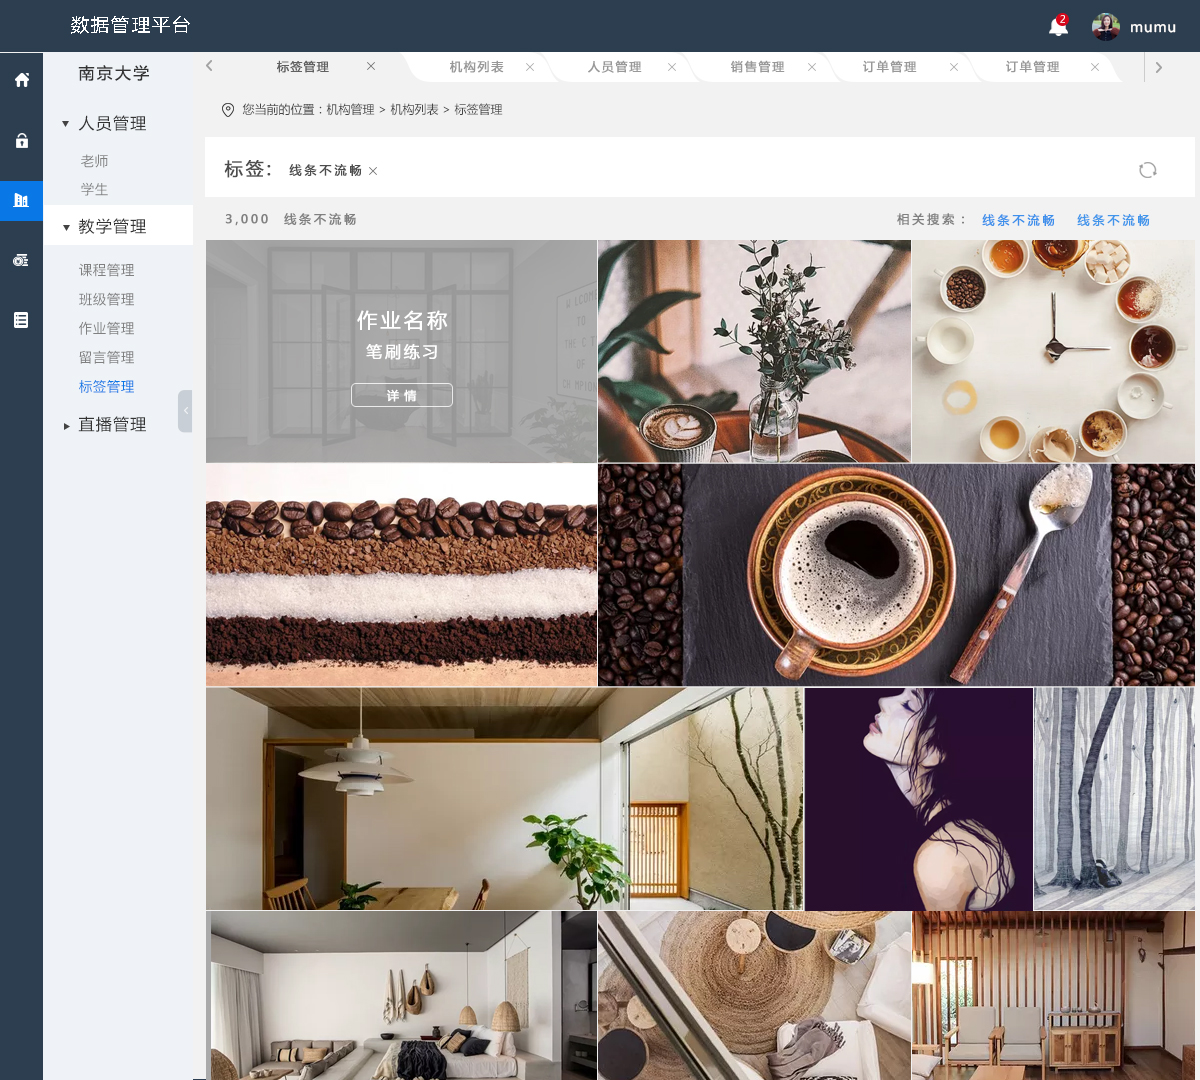 数据管理平台
2
mumu
南京大学
人员管理
老师
学生
教学管理
课程管理
班级管理
作业管理
留言管理
标签管理
直播管理
标签管理 机构列表 人员管理 销售管理 订单管理 订单管理
您当前的位置：机构管理 > 机构列表 > 标签管理
标签： 线条不流畅
3,000 线条不流畅
相关搜索： 线条不流畅 线条不流畅
作业名称
笔刷练习
详情